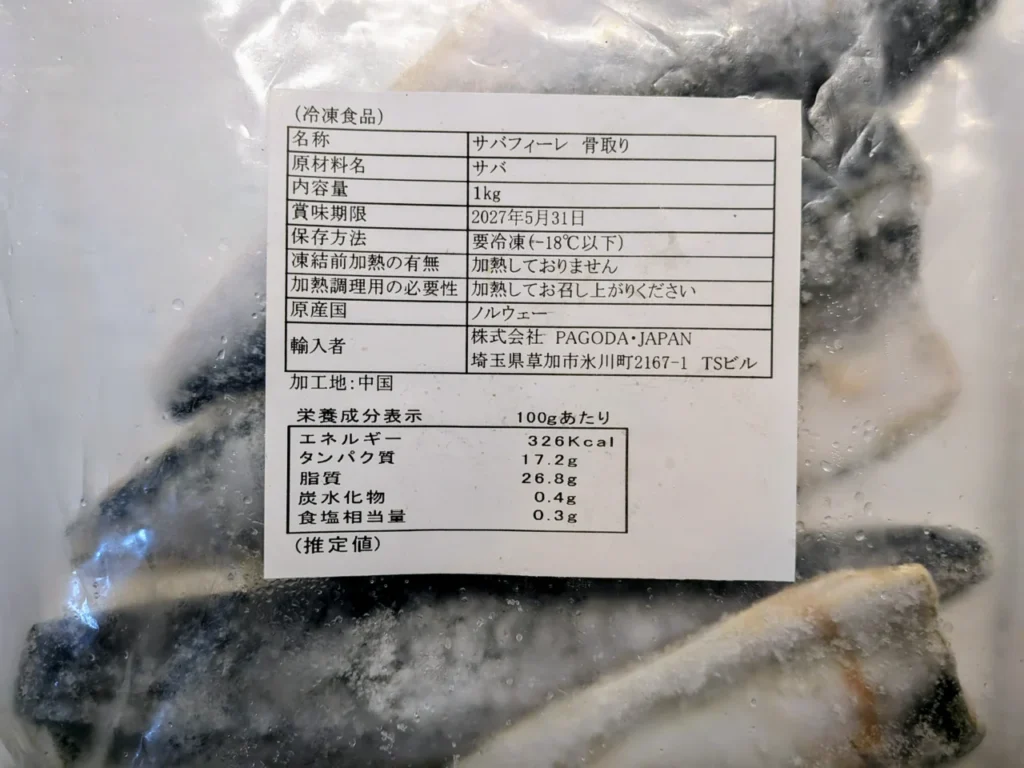 (冷凍食品)
名称 サバフィーレ 骨取り
原材料名 サバ
内容量 1kg
賞味期限 2027年5月31日
保存方法 要冷凍(-18℃以下)
凍結前加熱の有無 加熱しておりません
加熱調理用の必要性 加熱してお召し上がりください
原産国 ノルウェー
輸入者 株式会社 PAGODA・JAPAN
埼玉県草加市氷川町2167-1 TSビル
加工地:中国
栄養成分表示 100gあたり
エネルギー 326Kcal
タンパク質 17.2g
脂質 26.8g
炭水化物 0.4g
食塩相当量 0.3g
(推定値)